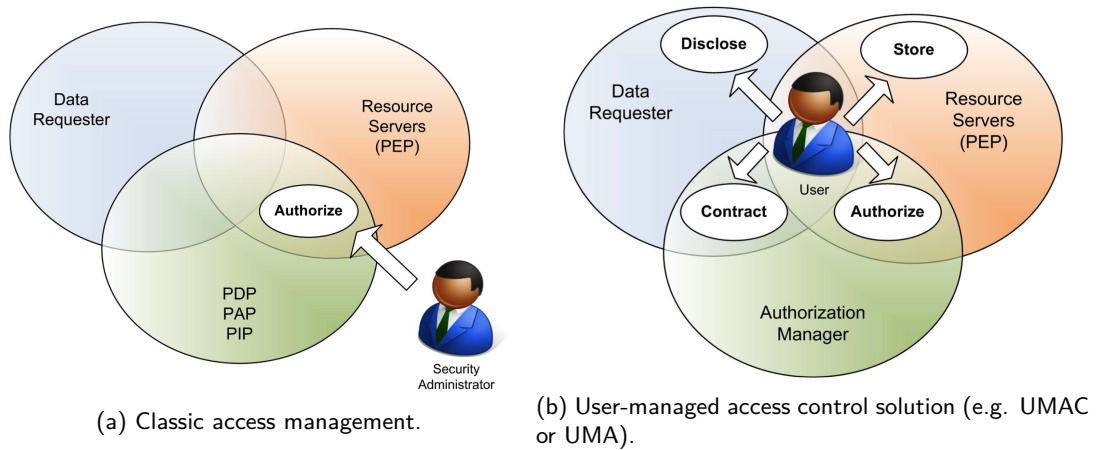 Data
Requester
Resource
Servers
(PEP)
Authorize
PDP
PAP
PIP
Security
Administrator
(a) Classic access management.
Disclose
Store
Data
Requester
Resource
Servers
(PEP)
User
Contract
Authorize
Authorization
Manager
(b) User-managed access control solution (e.g. UMAC
or UMA).